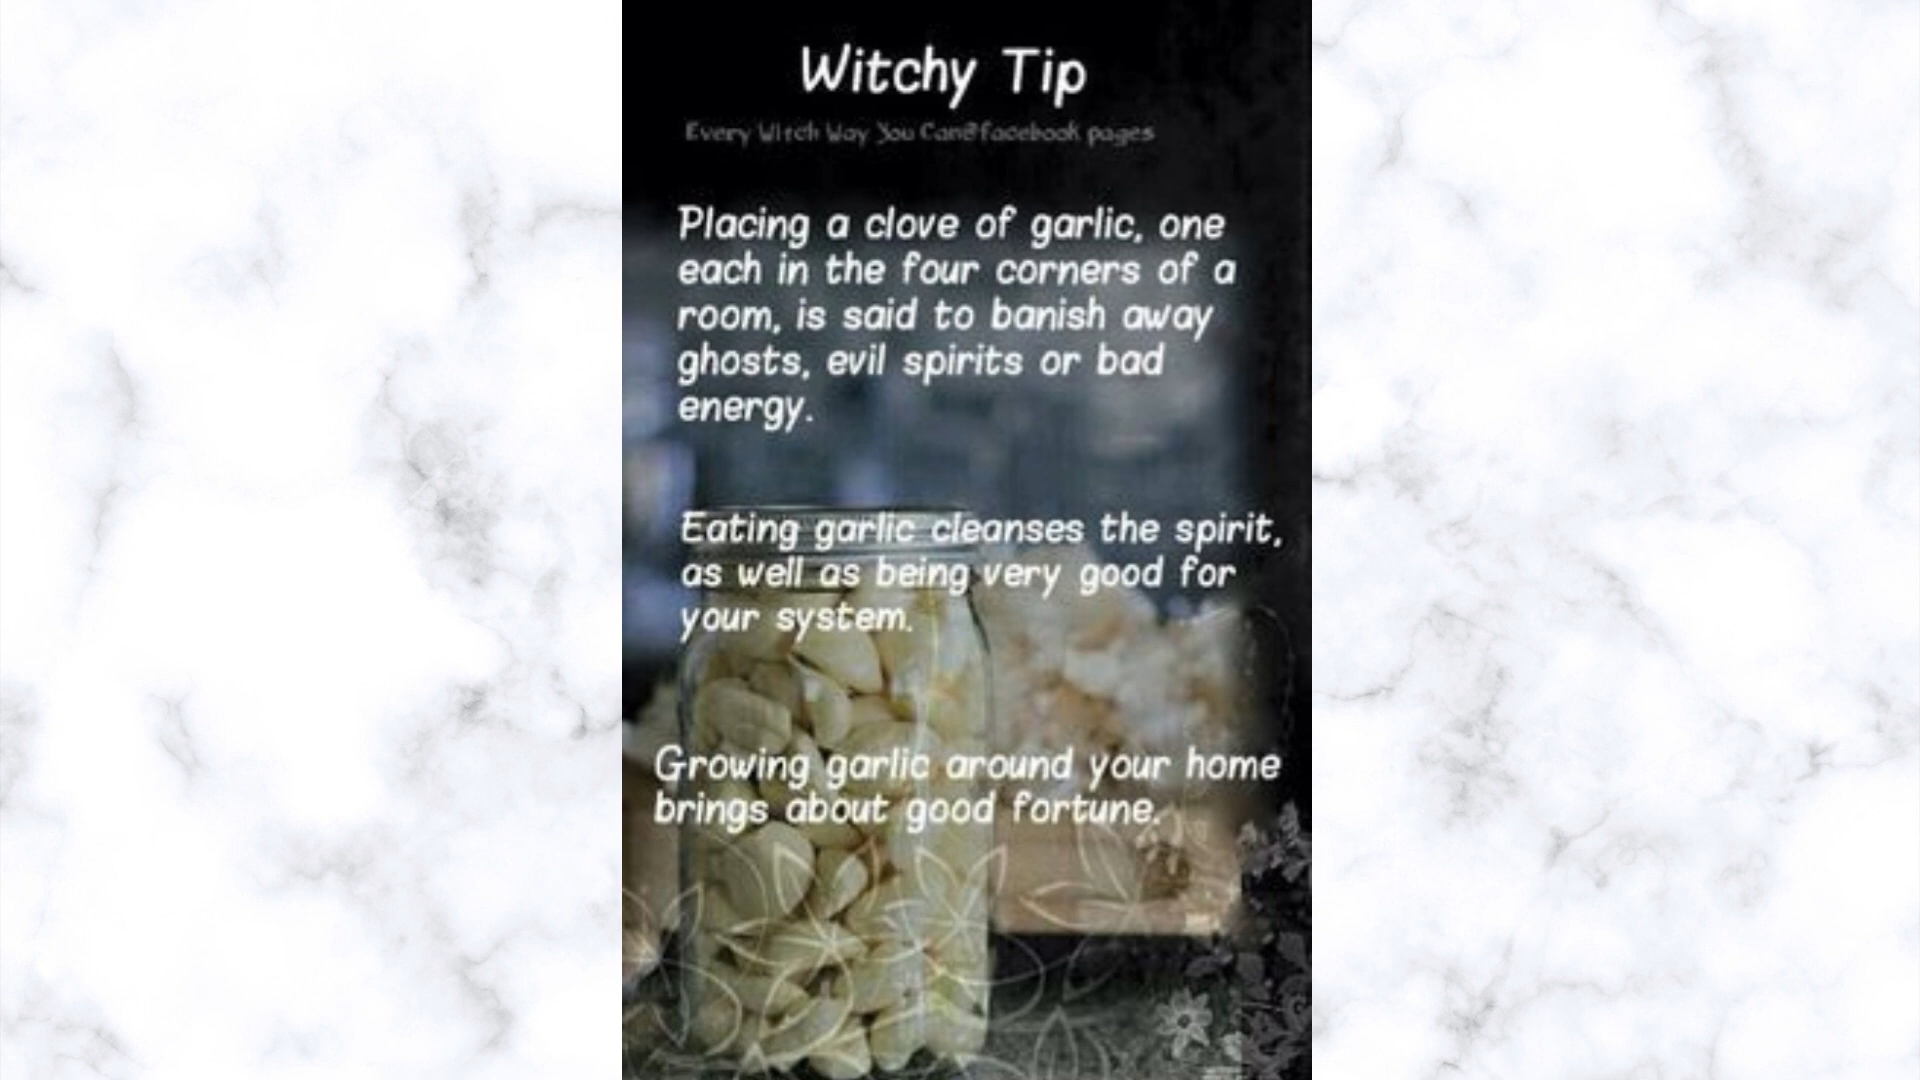 Witchy Tip
Every Witch Way You Can@facebook pages
Placing a clove of garlic, one
each in the four corners of a
room, is said to banish away
ghosts, evil spirits or bad
energy.
Eating garlic cleanses the spirit,
as well as being very good for
your system.
Growing garlic around your home
brings about good fortune.